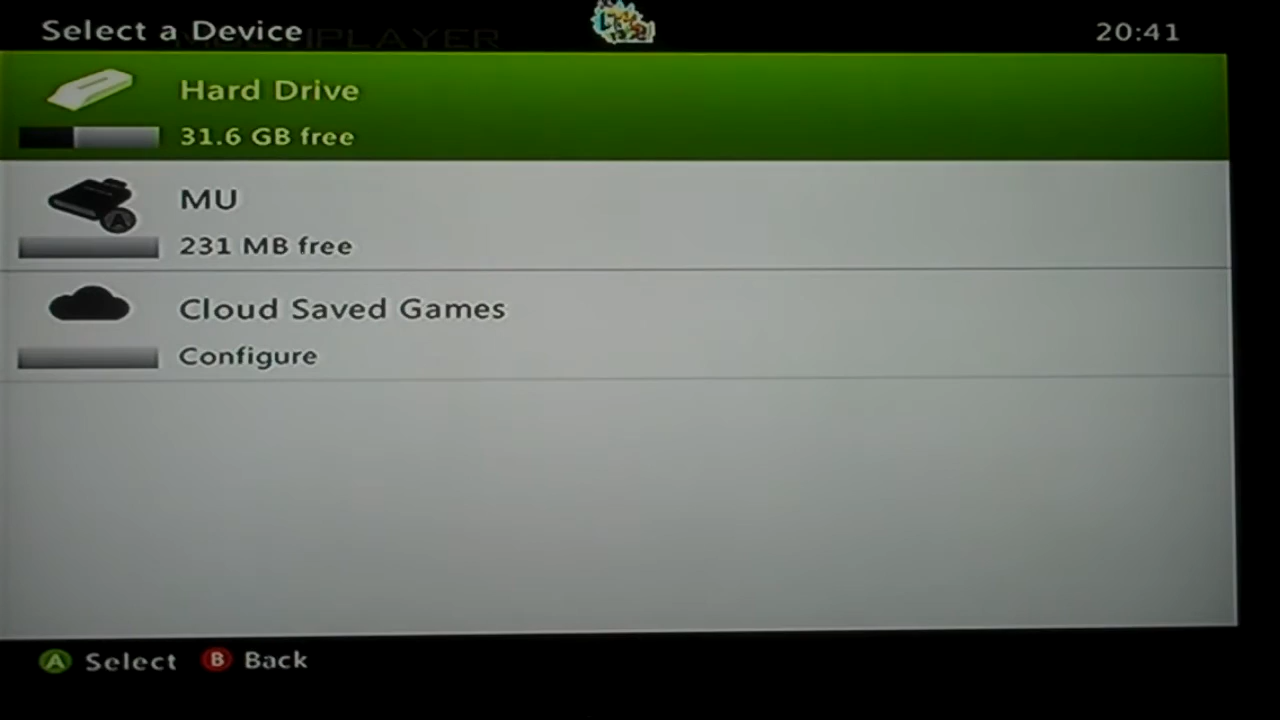 Select a Device
MULTIPLAYER
20:41
Hard Drive
31.6 GB free
A
MU
231 MB free
Cloud Saved Games
Configure
A Select B Back